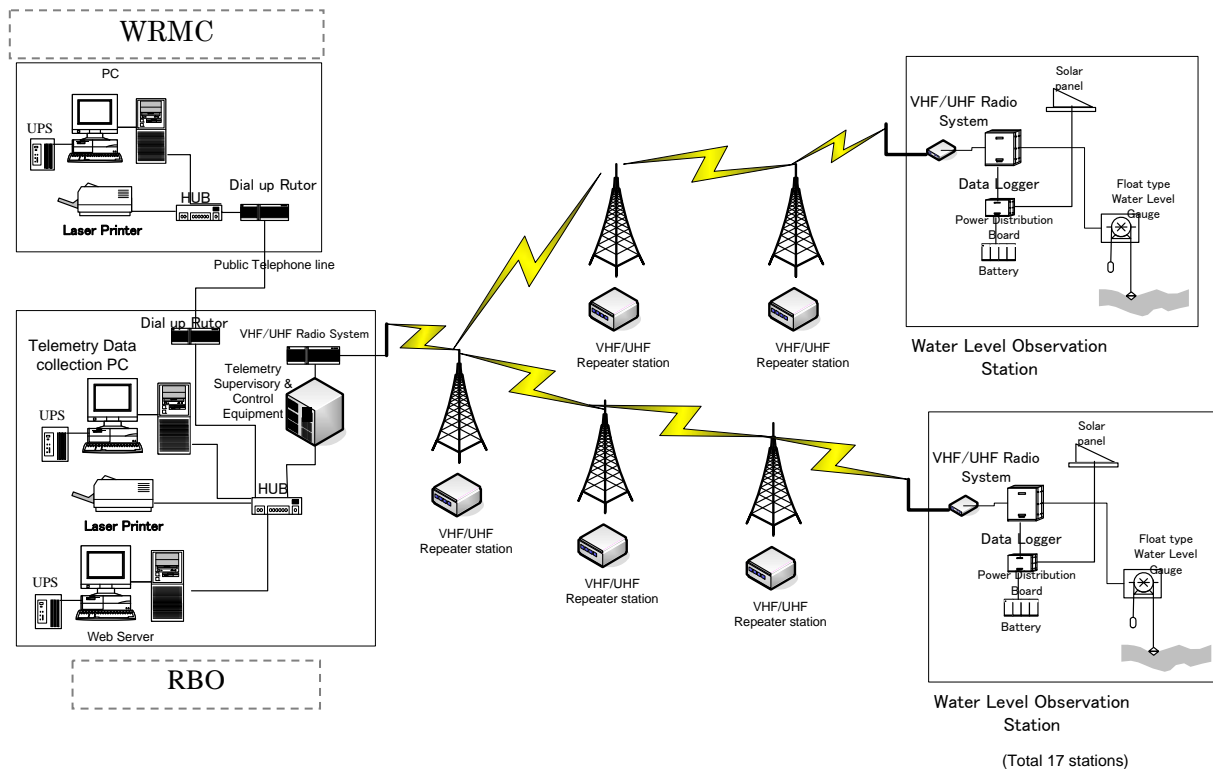 WRMC
PC
UPS
HUB
Dial up Rutor
Laser Printer
Public Telephone line
Dial up Rutor
VHF/UHF Radio System
Telemetry Data
collection PC
Telemetry
Supervisory &
Control
Equipment
UPS
HUB
Laser Printer
UPS
Web Server
RBO
VHF/UHF
Repeater station
VHF/UHF
Repeater station
VHF/UHF
Repeater station
VHF/UHF
Repeater station
VHF/UHF
Repeater station
Solar
panel
VHF/UHF Radio
System
Data Logger
Float type
Water Level
Gauge
Power Distribution
Board
Battery
Water Level Observation
Station
Solar
panel
VHF/UHF Radio
System
Data Logger
Float type
Water Level
Gauge
Power Distribution
Board
Battery
Water Level Observation
Station
(Total 17 stations)